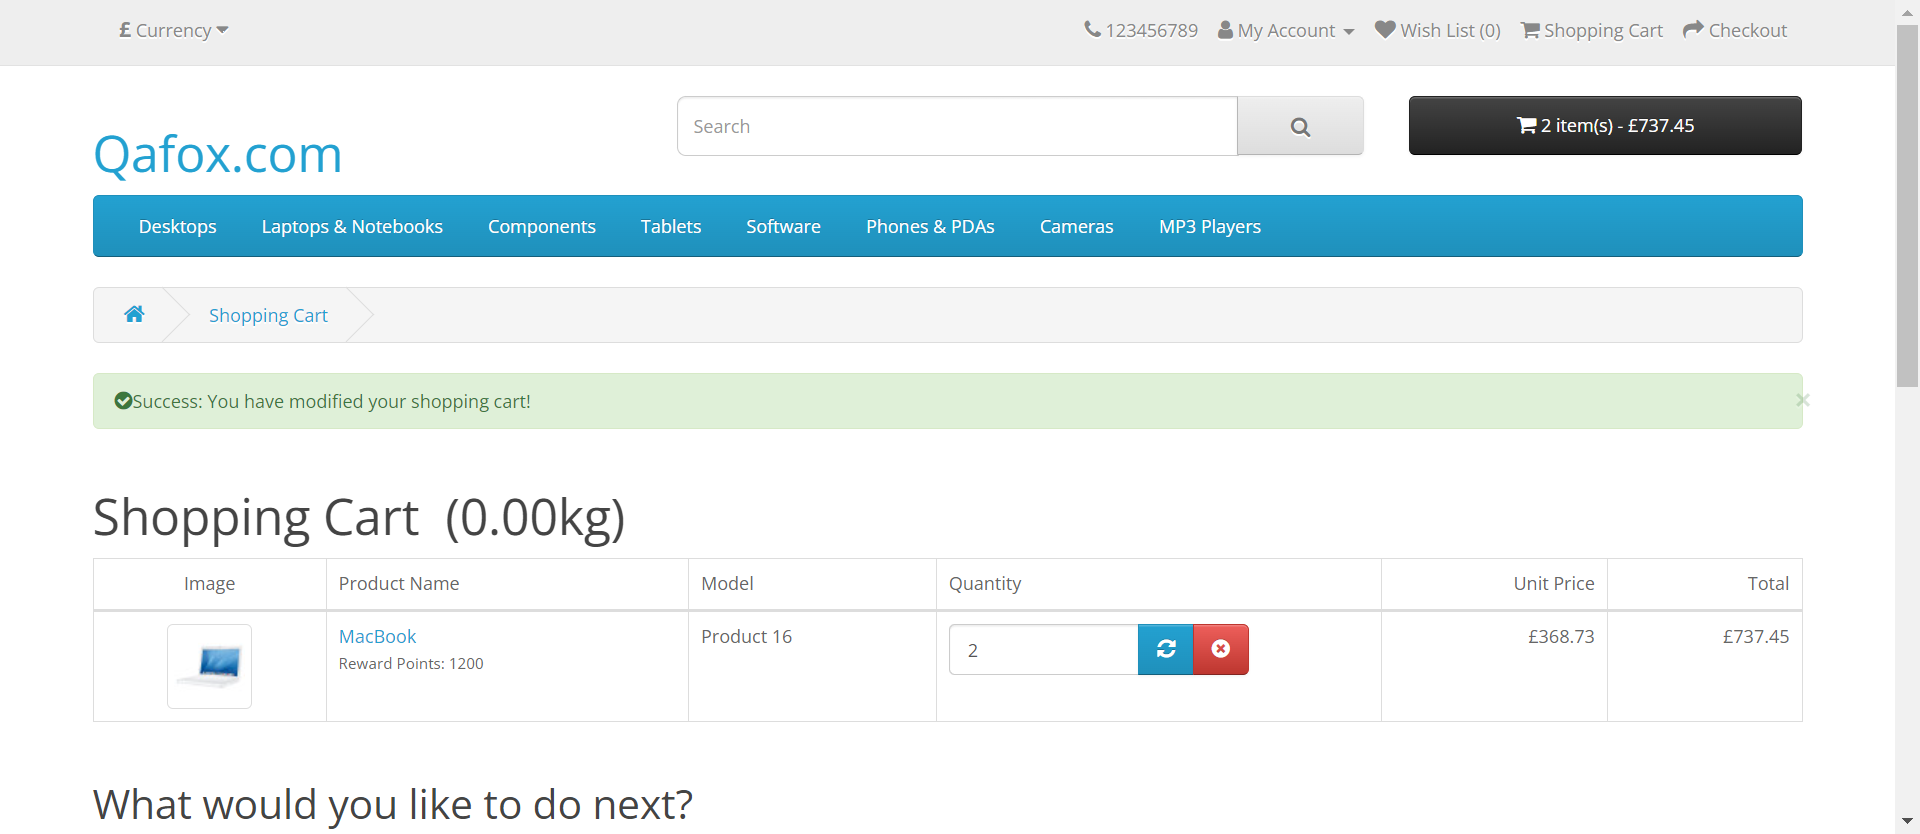 £ Currency
123456789 My Account Wish List (0) Shopping Cart Checkout
Qafox.com
Search
2 item(s) - £737.45
Desktops Laptops & Notebooks Components Tablets Software Phones & PDAs Cameras MP3 Players
Shopping Cart
Success: You have modified your shopping cart!
×
Shopping Cart (0.00kg)
Image Product Name Model Quantity Unit Price Total
MacBook Product 16 £368.73 £737.45
2
Reward Points: 1200
What would you like to do next?